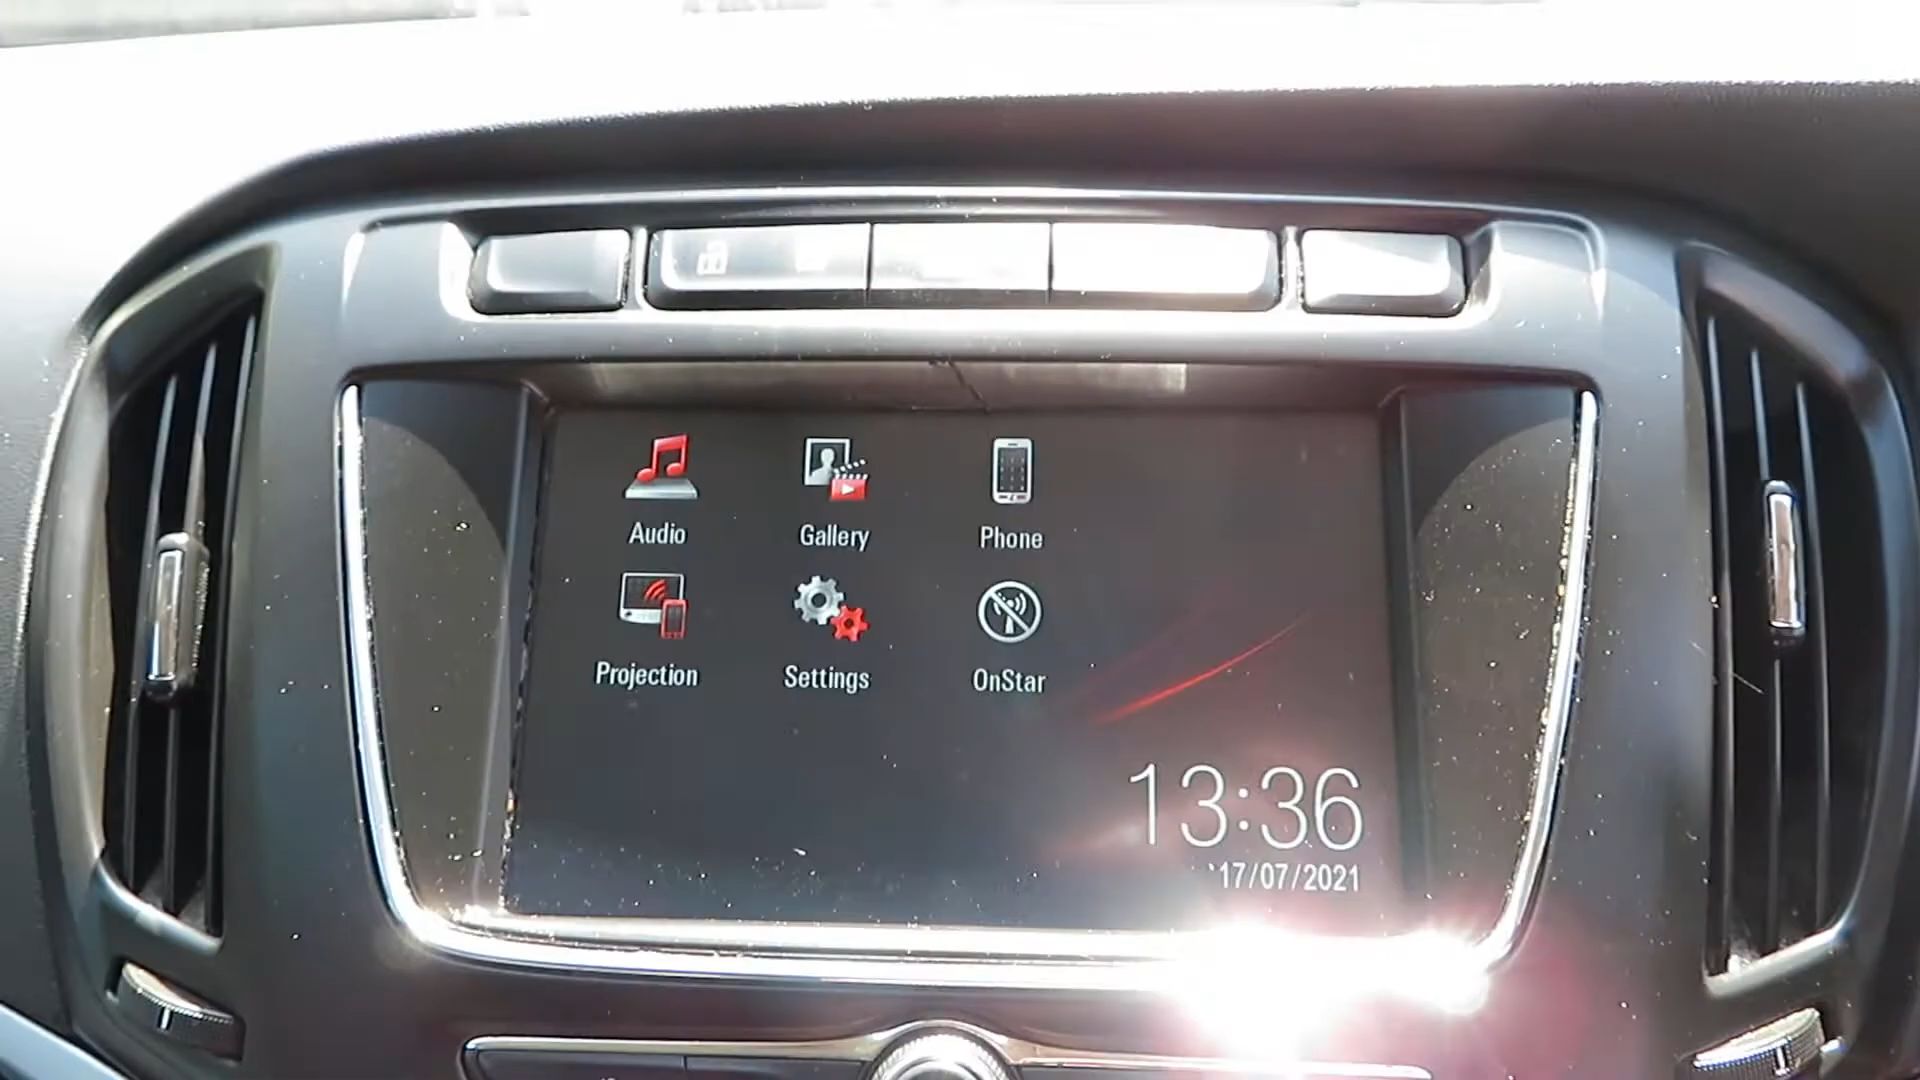 Audio
Gallery
Phone
Projection
Settings
OnStar
13:36
17/07/2021